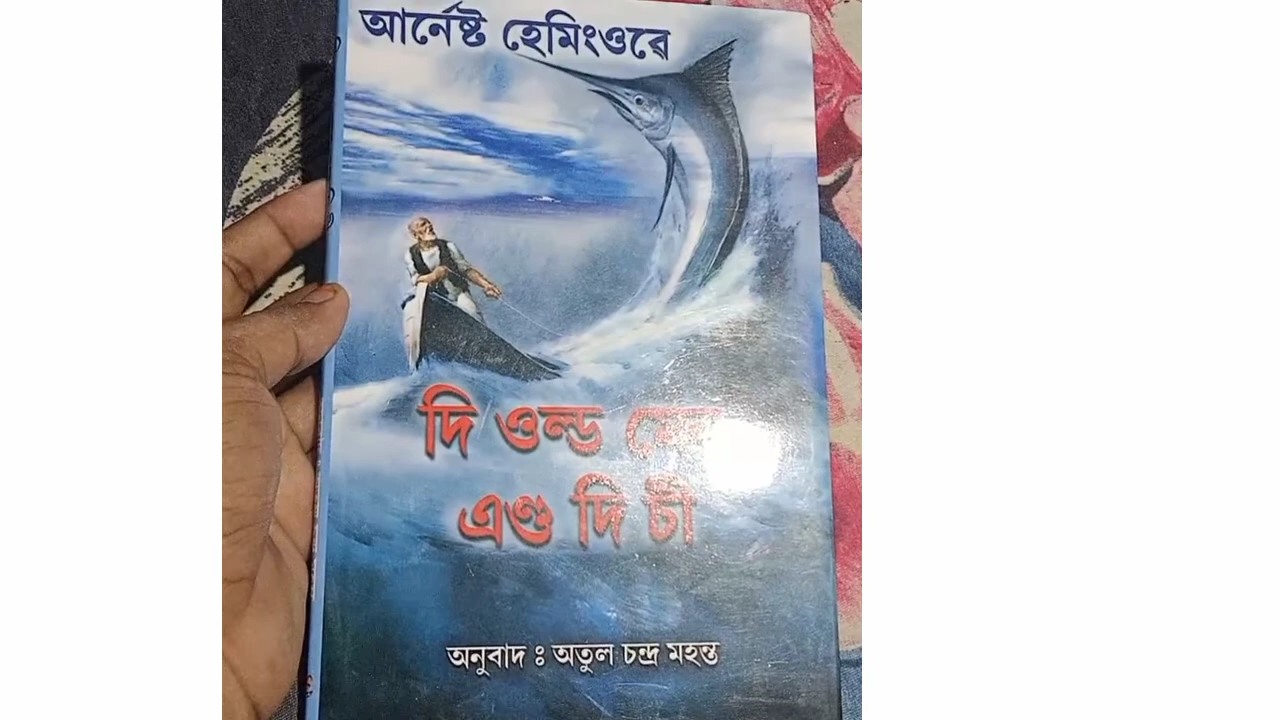 আৰ্নেষ্ট হেমিংওৱে
দি ওল্ড
এণ্ড দি চী
অনুবাদ ঃ অতুল চন্দ্ৰ মহন্ত